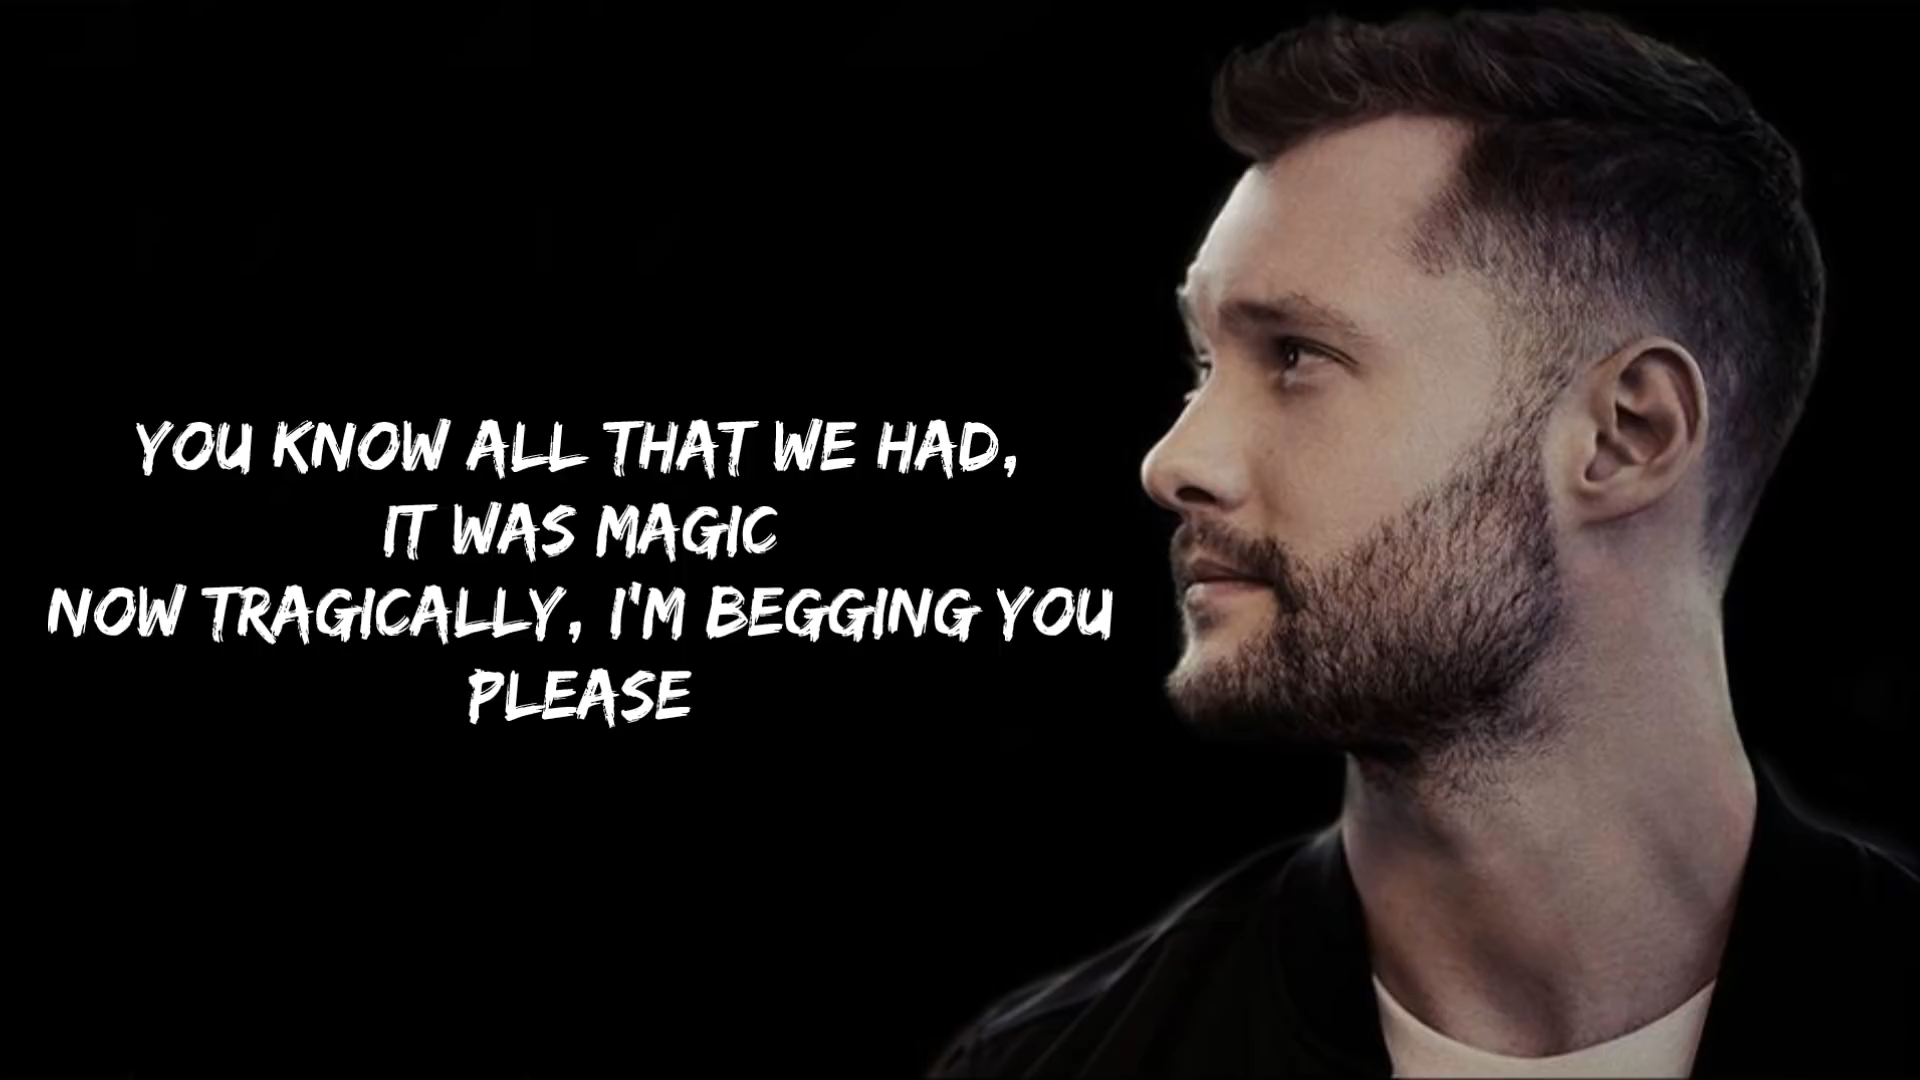 YOU KNOW ALL THAT WE HAD,
IT WAS MAGIC
NOW TRAGICALLY, I'M BEGGING YOU
PLEASE